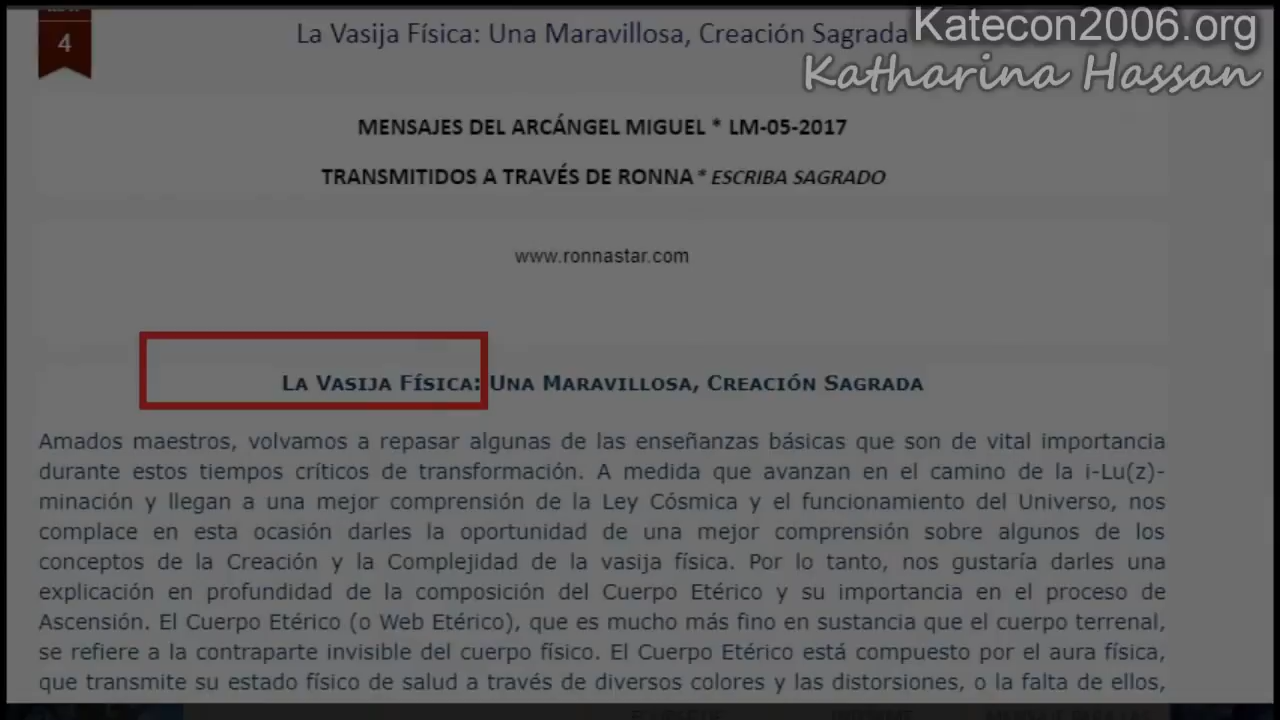 4
La Vasija Física: Una Maravillosa, Creación Sagrada
Katecon2006.org
Katharina Hassan
MENSAJES DEL ARCÁNGEL MIGUEL * LM-05-2017
TRANSMITIDOS A TRAVÉS DE RONNA * ESCRIBA SAGRADO
www.ronnastar.com
La Vasija Física: Una Maravillosa, Creación Sagrada
Amados maestros, volvamos a repasar algunas de las enseñanzas básicas que son de vital importancia
durante estos tiempos críticos de transformación. A medida que avanzan en el camino de la i-Lu(z)-
minación y llegan a una mejor comprensión de la Ley Cósmica y el funcionamiento del Universo, nos
complace en esta ocasión darles la oportunidad de una mejor comprensión sobre algunos de los
conceptos de la Creación y la Complejidad de la vasija física. Por lo tanto, nos gustaría darles una
explicación en profundidad de la composición del Cuerpo Etérico y su importancia en el proceso de
Ascensión. El Cuerpo Etérico (o Web Etérico), que es mucho más fino en sustancia que el cuerpo terrenal,
se refiere a la contraparte invisible del cuerpo físico. El Cuerpo Etérico está compuesto por el aura física,
que transmite su estado físico de salud a través de diversos colores y las distorsiones, o la falta de ellos,